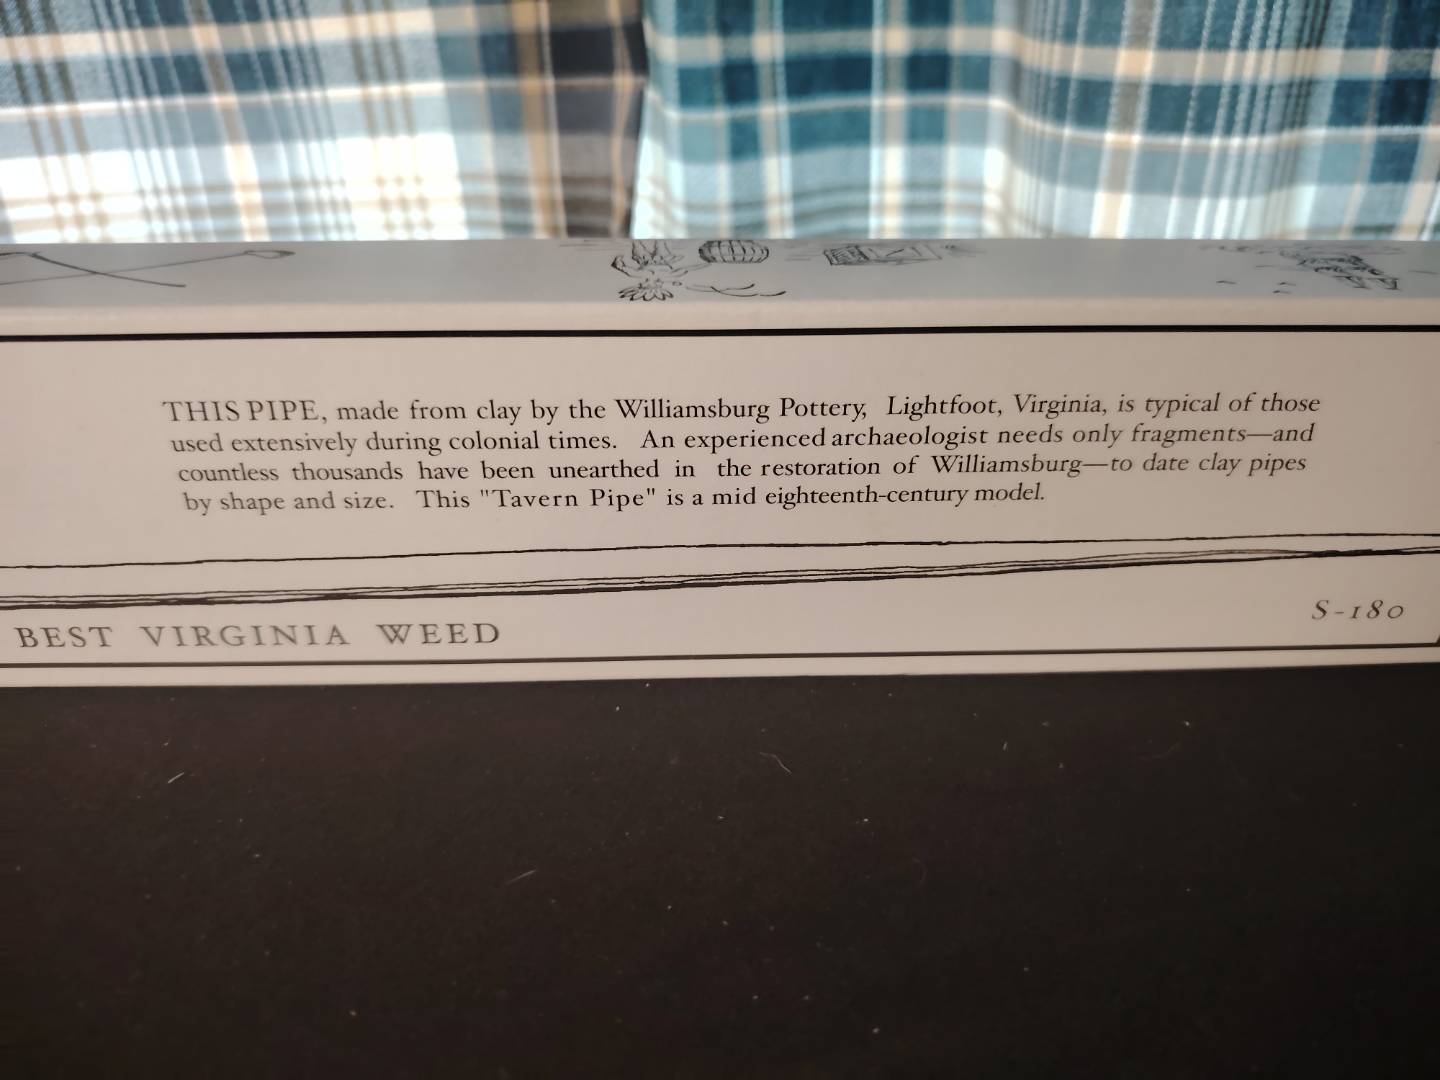 THIS PIPE, made from clay by the Williamsburg Pottery, Lightfoot, Virginia, is typical of those
used extensively during colonial times. An experienced archaeologist needs only fragments—and
countless thousands have been unearthed in the restoration of Williamsburg—to date clay pipes
by shape and size. This "Tavern Pipe" is a mid eighteenth-century model.
S-180
BEST VIRGINIA WEED